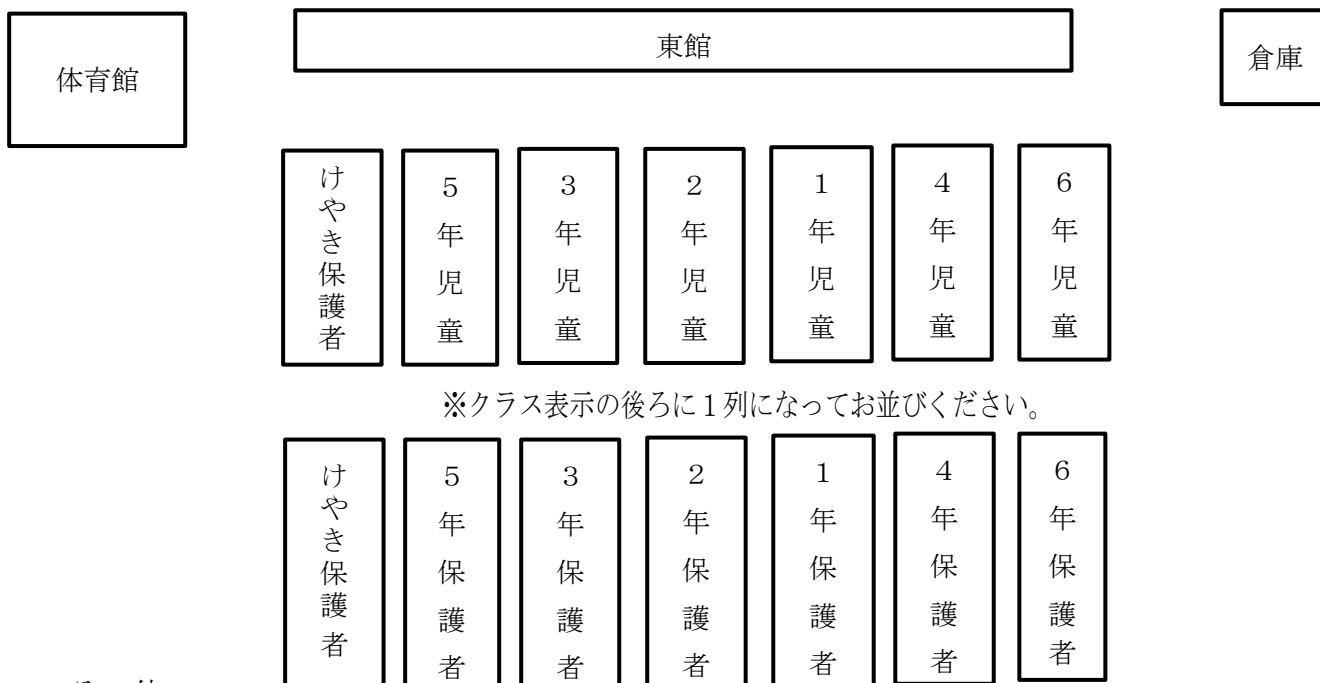 体育館
東館
倉庫
けやき保護者
5年児童
3年児童
2年児童
1年児童
4年児童
6年児童
※クラス表示の後ろに1列になってお並びください。
けやき保護者
5年保護者
3年保護者
2年保護者
1年保護者
4年保護者
6年保護者